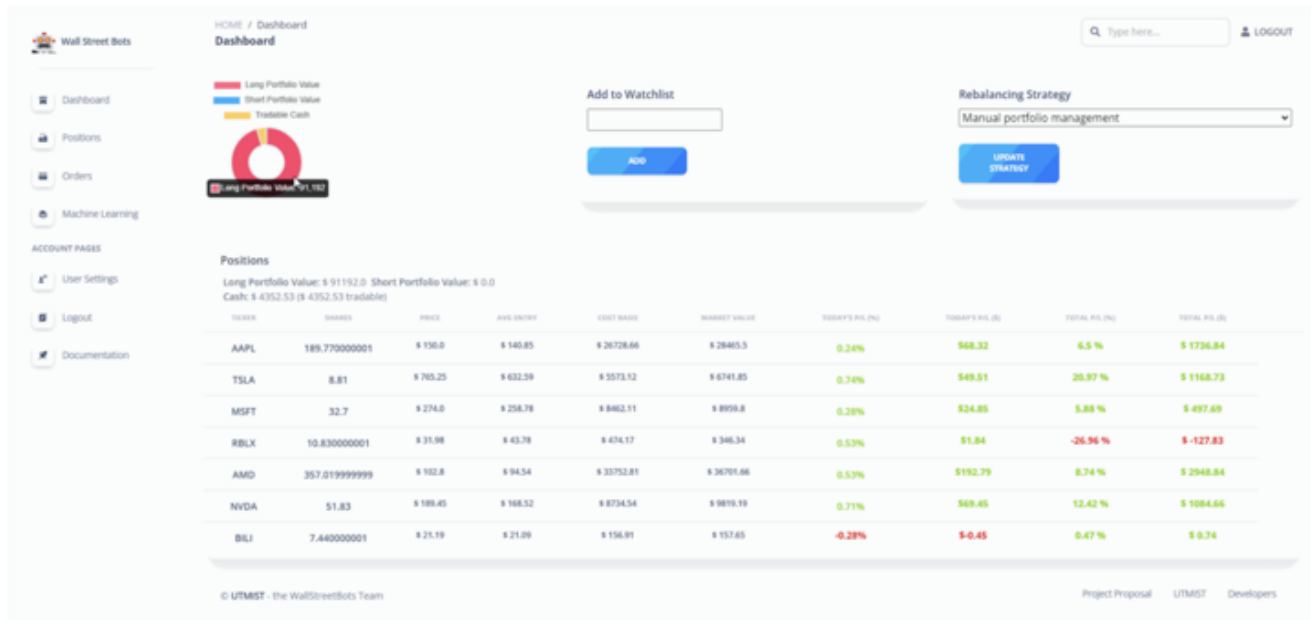 Wall Street Bots
Dashboard
Positions
Orders
Machine Learning
ACCOUNT PAGES
User Settings
Logout
Documentation
HOME / Dashboard
Dashboard
Type here...
LOGOUT
Long Portfolio Value
Short Portfolio Value
Tradable Cash
Long Portfolio Value: 91,192
Add to Watchlist
ADD
Rebalancing Strategy
Manual portfolio management
UPDATE
STRATEGY
Positions
Long Portfolio Value: $ 91192.0 Short Portfolio Value: $ 0.0
Cash: $ 4352.53 ($ 4352.53 tradable)
TICKER SHARES PRICE AVG ENTRY COST BASIS MARKET VALUE TODAY'S P/L (%) TODAY'S P/L ($) TOTAL P/L (%) TOTAL P/L ($)
AAPL 189.770000001 $ 150.0 $ 140.85 $ 26728.66 $ 28465.5 0.24% $68.32 6.5 % $ 1736.84
TSLA 8.81 $ 765.25 $ 632.59 $ 5573.12 $ 6741.85 0.74% $49.51 20.97 % $ 1168.73
MSFT 32.7 $ 274.0 $ 258.78 $ 8462.11 $ 8959.8 0.28% $24.85 5.88 % $ 497.69
RBLX 10.830000001 $ 31.98 $ 43.78 $ 474.17 $ 346.34 0.53% $1.84 -26.96 % $ -127.83
AMD 357.019999999 $ 102.8 $ 94.54 $ 33752.81 $ 36701.66 0.53% $192.79 8.74 % $ 2948.84
NVDA 51.83 $ 189.45 $ 168.52 $ 8734.54 $ 9819.19 0.71% $69.45 12.42 % $ 1084.66
BILI 7.440000001 $ 21.19 $ 21.09 $ 156.91 $ 157.65 -0.28% $-0.45 0.47 % $ 0.74
© UTMIST - the WallStreetBots Team
Project Proposal UTMIST Developers